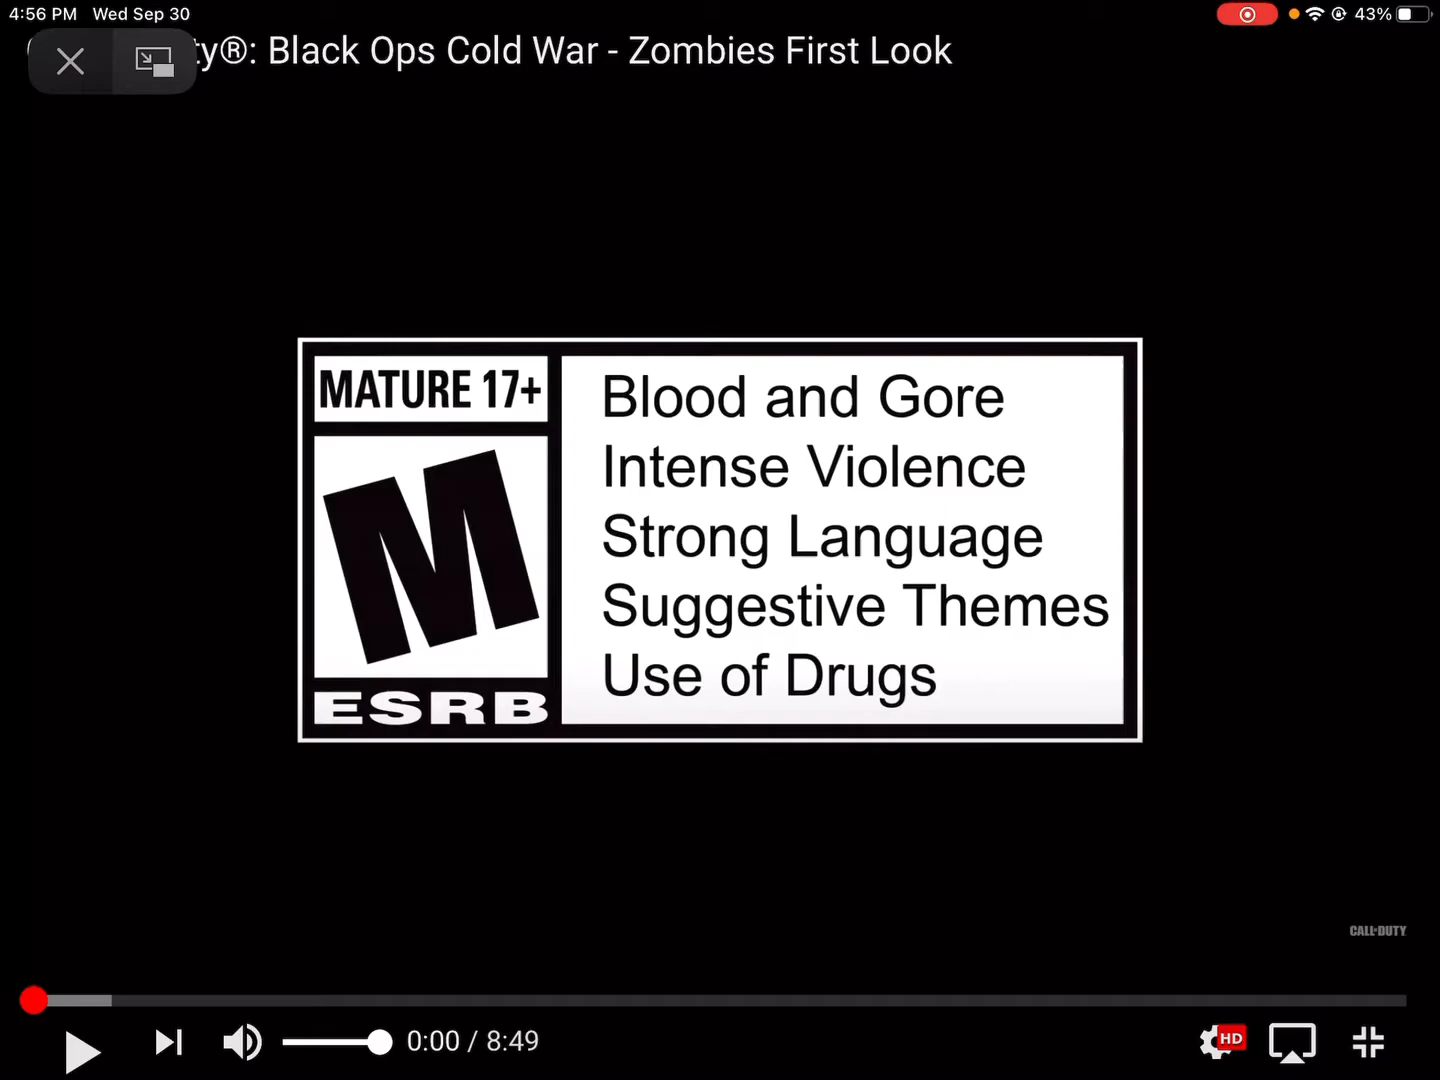 4:56 PM Wed Sep 30
43%
ty®: Black Ops Cold War - Zombies First Look
MATURE 17+
M
ESRB
Blood and Gore
Intense Violence
Strong Language
Suggestive Themes
Use of Drugs
CALL OF DUTY
0:00 / 8:49
HD